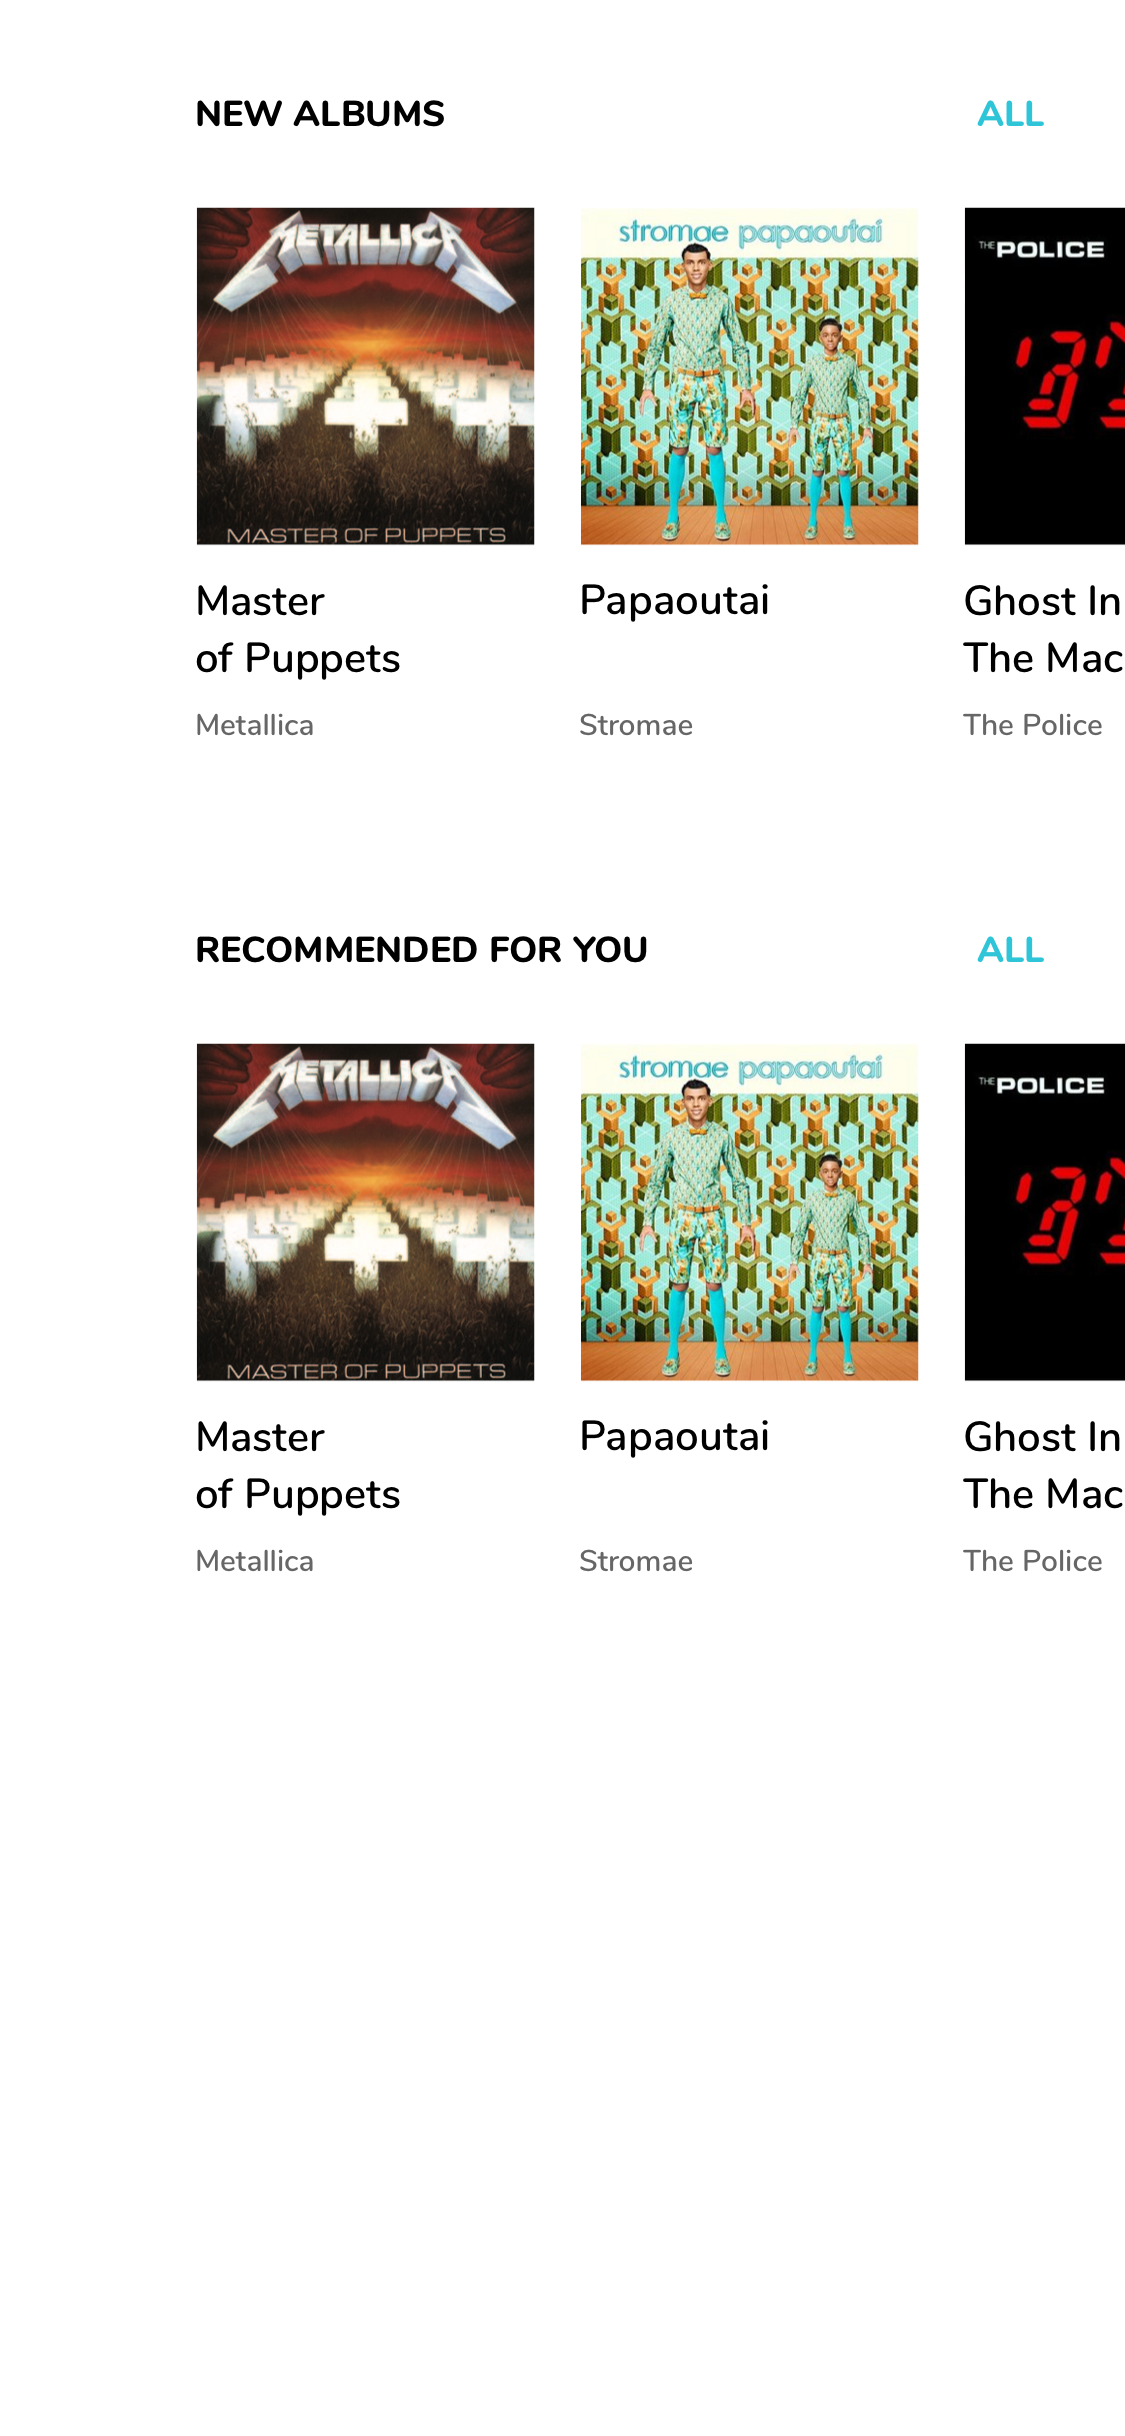 NEW ALBUMS ALL
METALLICA
MASTER OF PUPPETS
stromae papaoutai
THE POLICE
Master
of Puppets
Metallica
Papaoutai
Stromae
Ghost In
The Mac
The Police
RECOMMENDED FOR YOU ALL
METALLICA
MASTER OF PUPPETS
stromae papaoutai
THE POLICE
Master
of Puppets
Metallica
Papaoutai
Stromae
Ghost In
The Mac
The Police